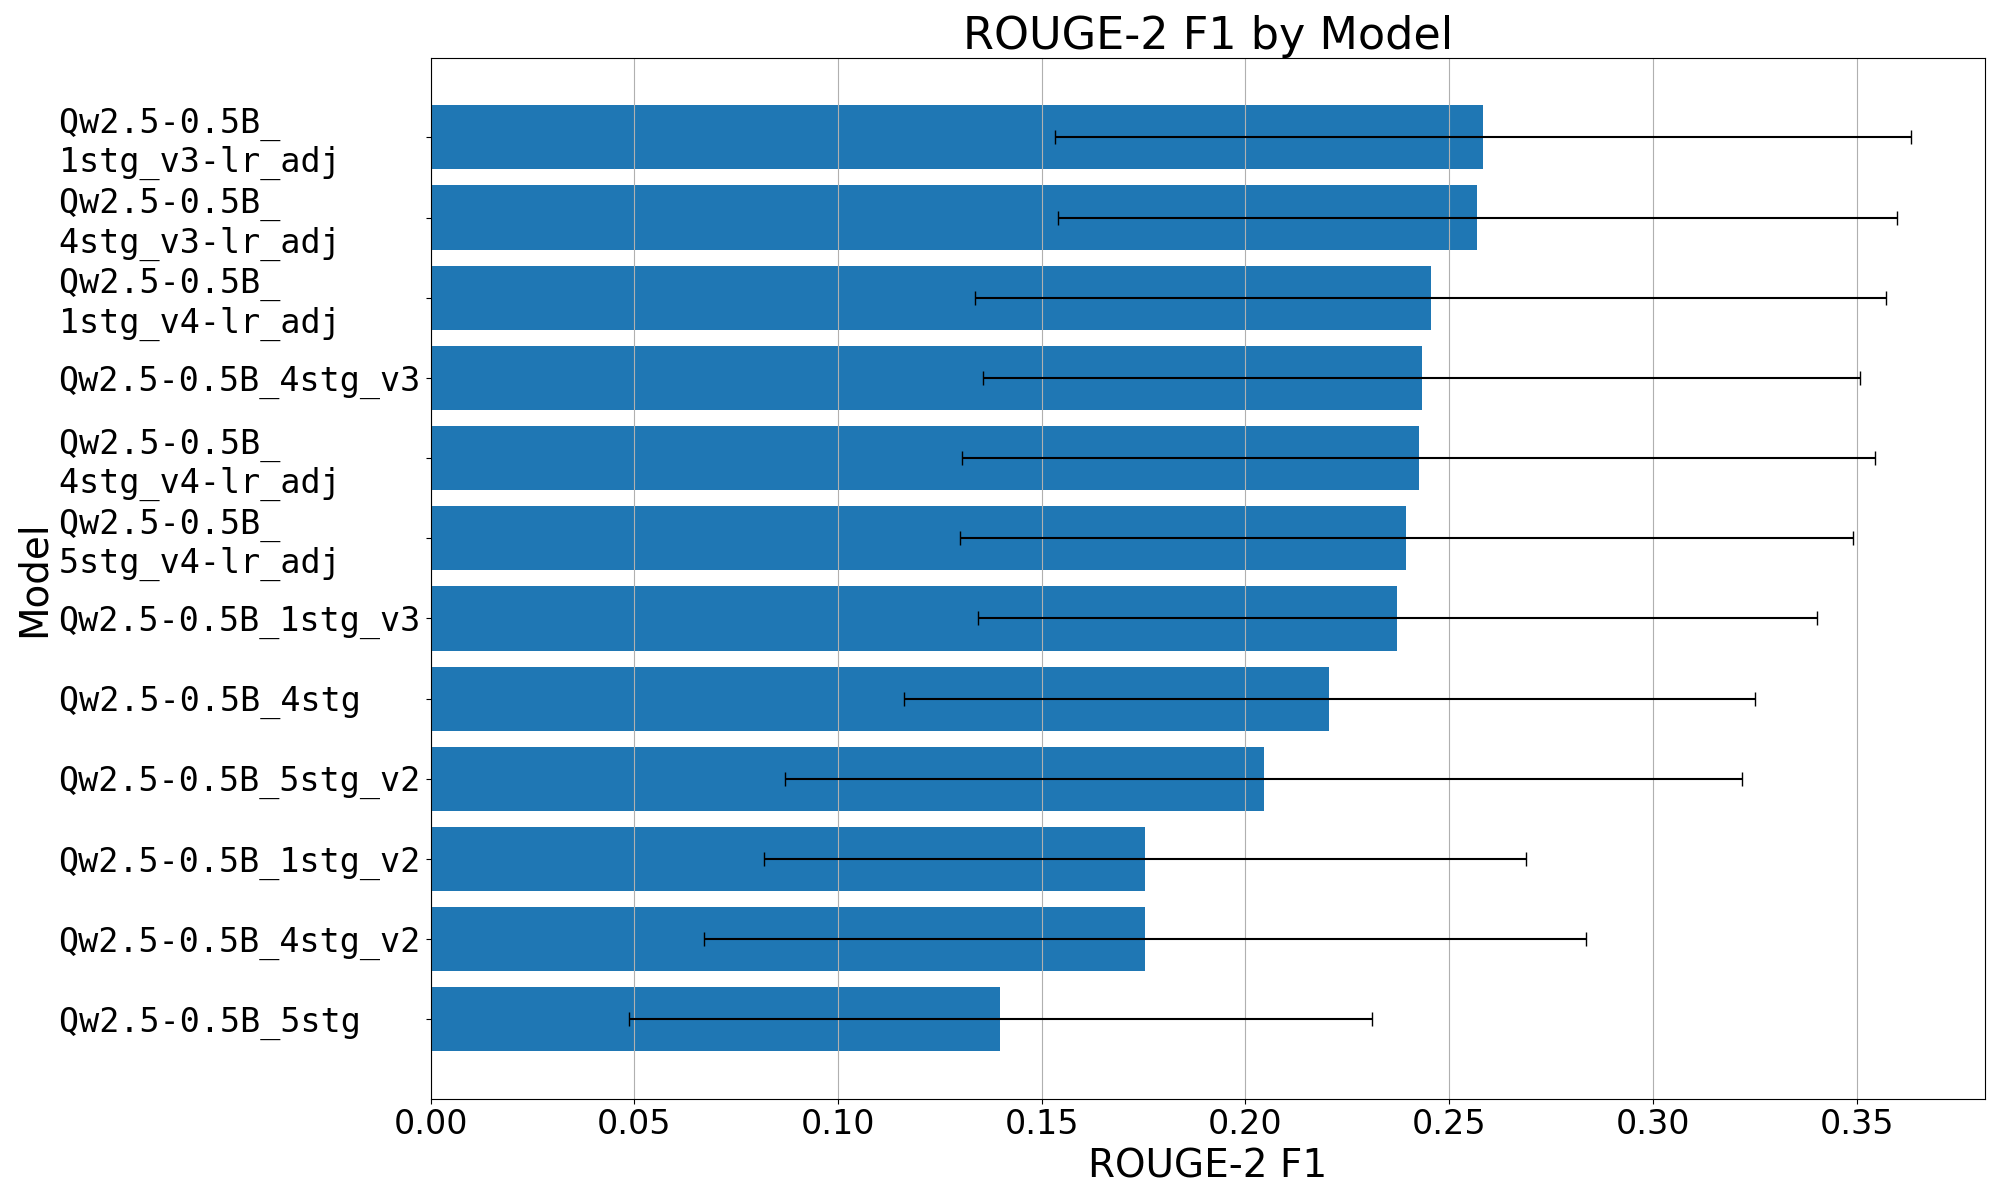 ROUGE-2 F1 by Model
Model
Qw2.5-0.5B_
1stg_v3-lr_adj
Qw2.5-0.5B_
4stg_v3-lr_adj
Qw2.5-0.5B_
1stg_v4-lr_adj
Qw2.5-0.5B_4stg_v3
Qw2.5-0.5B_
4stg_v4-lr_adj
Qw2.5-0.5B_
5stg_v4-lr_adj
Qw2.5-0.5B_1stg_v3
Qw2.5-0.5B_4stg
Qw2.5-0.5B_5stg_v2
Qw2.5-0.5B_1stg_v2
Qw2.5-0.5B_4stg_v2
Qw2.5-0.5B_5stg
0.00 0.05 0.10 0.15 0.20 0.25 0.30 0.35
ROUGE-2 F1